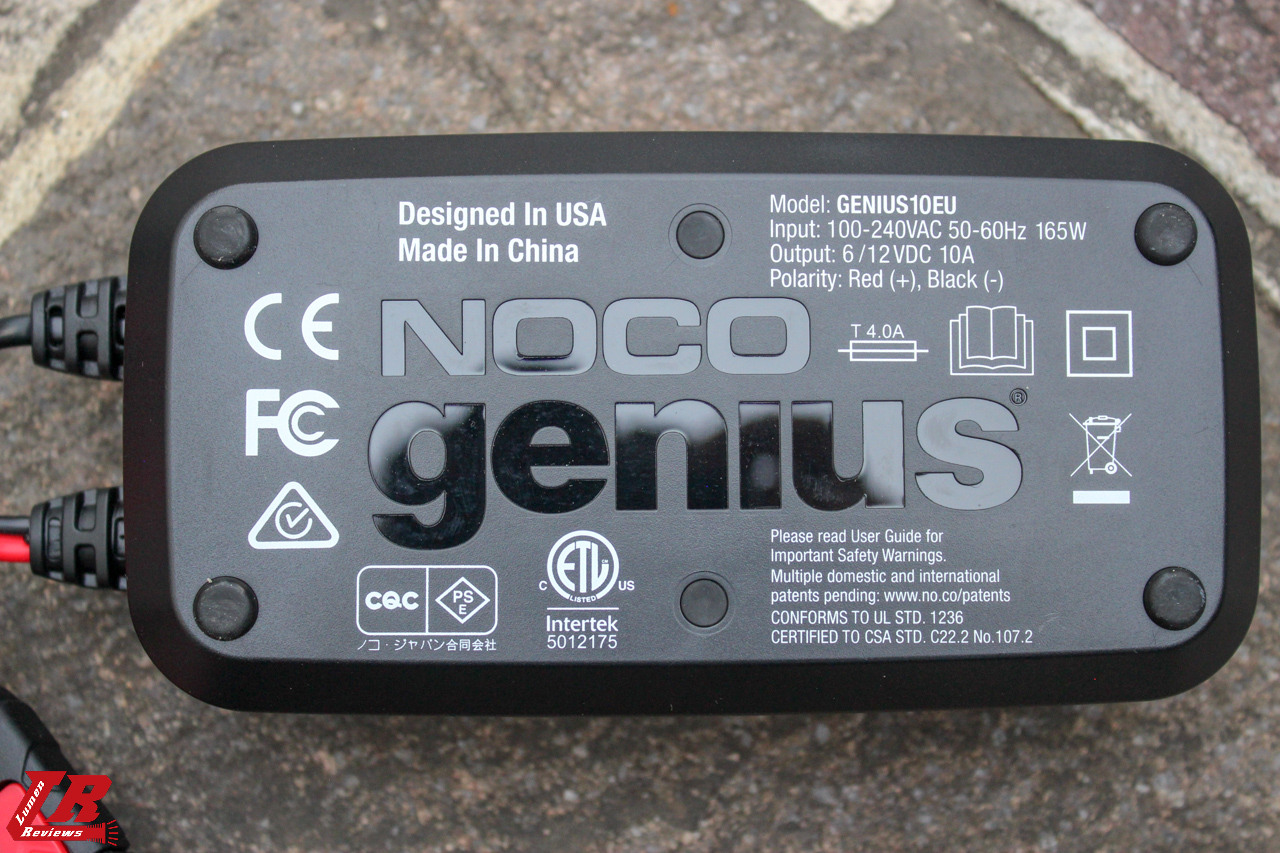 Designed In USA
Made In China
Model: GENIUS10EU
Input: 100-240VAC 50-60Hz 165W
Output: 6/12VDC 10A
Polarity: Red (+), Black (-)
CE
NOCO
T 4.0A
FC
genius®
Please read User Guide for
Important Safety Warnings.
Multiple domestic and international
patents pending: www.no.co/patents
CONFORMS TO UL STD. 1236
CERTIFIED TO CSA STD. C22.2 No.107.2
C ETL US
LISTED
Intertek
5012175
CQC
PS
E
ノコ・ジャパン合同会社
LR
Lumen
Reviews